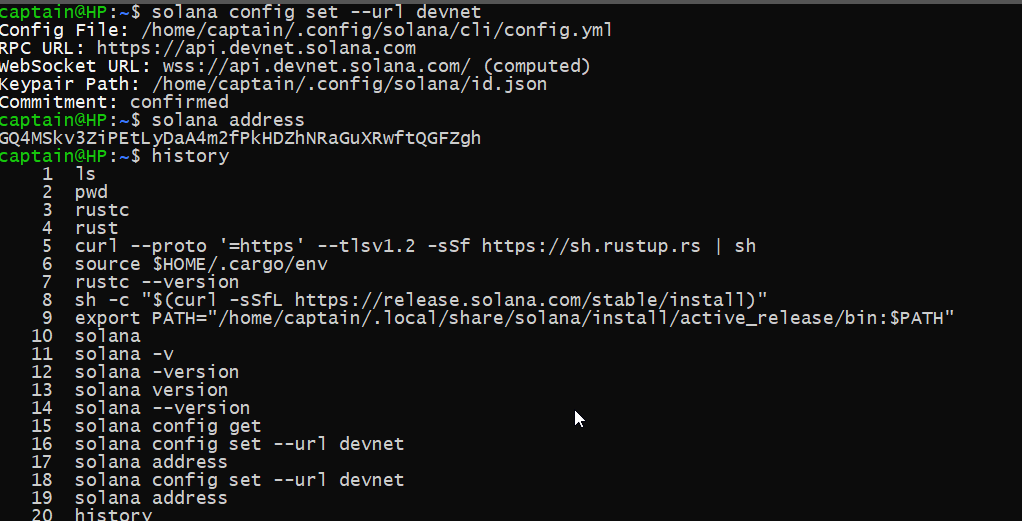 captain@HP:~$ solana config set --url devnet
Config File: /home/captain/.config/solana/cli/config.yml
RPC URL: https://api.devnet.solana.com
WebSocket URL: wss://api.devnet.solana.com/ (computed)
Keypair Path: /home/captain/.config/solana/id.json
Commitment: confirmed
captain@HP:~$ solana address
GQ4MSkv3ZiPEtLyDaA4m2fPkHDZhNRaGuXRwftQGFZgh
captain@HP:~$ history
1 ls
2 pwd
3 rustc
4 rust
5 curl --proto '=https' --tlsv1.2 -sSf https://sh.rustup.rs | sh
6 source $HOME/.cargo/env
7 rustc --version
8 sh -c "$(curl -sSfL https://release.solana.com/stable/install)"
9 export PATH="/home/captain/.local/share/solana/install/active_release/bin:$PATH"
10 solana
11 solana -v
12 solana -version
13 solana version
14 solana --version
15 solana config get
16 solana config set --url devnet
17 solana address
18 solana config set --url devnet
19 solana address
20 history